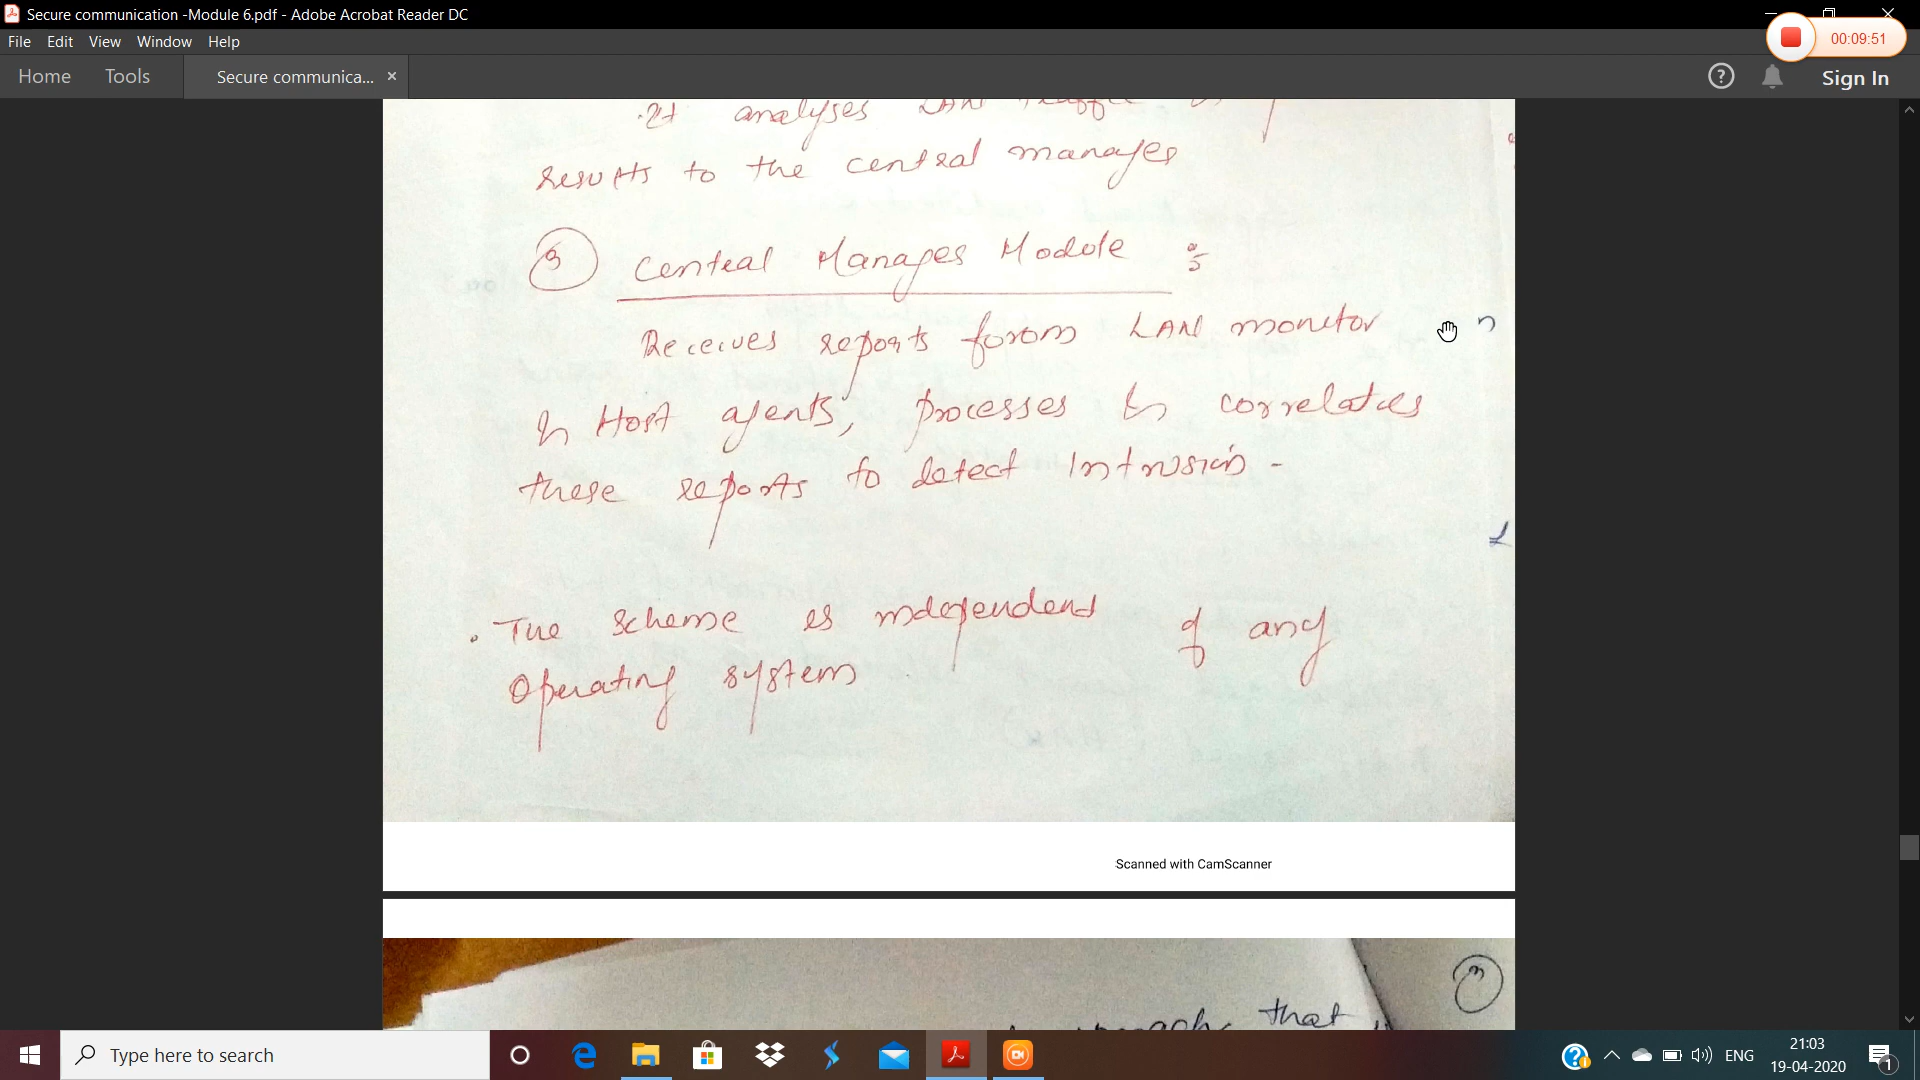 Secure communication -Module 6.pdf - Adobe Acrobat Reader DC
00:09:51
File Edit View Window Help
Home Tools Secure communica... × Sign In
It analyses LAN traffic
results to the central manager
③ Central Manager Module :
Receives reports from LAN monitor
& Host agents, processes & correlates
these reports to detect Intrusion -
. The scheme is independent of any
operating system
Scanned with CamScanner
that
Type here to search
ENG
21:03
19-04-2020
1